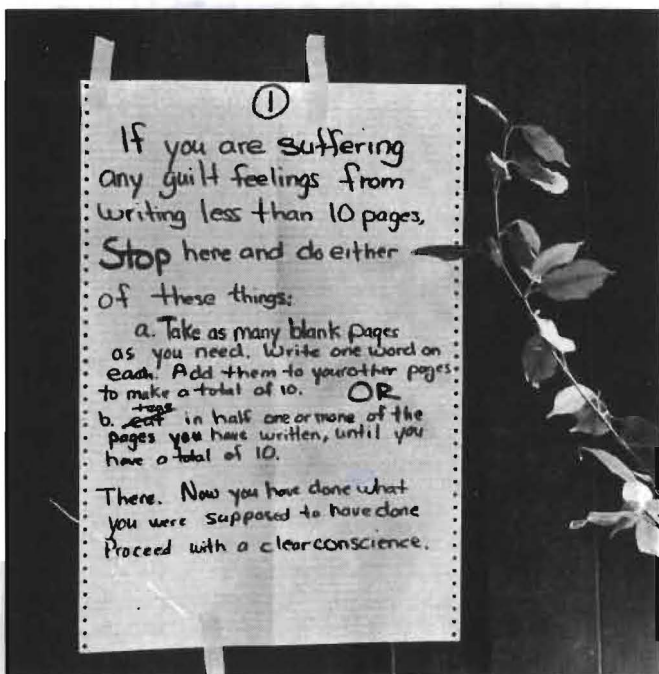 1
If you are suffering
any guilt feelings from
writing less than 10 pages,
Stop here and do either
of these things:
a. Take as many blank pages
as you need. Write one word on
each. Add them to your other pages
to make a total of 10. OR
tear
b. cut in half one or more of the
pages you have written, until you
have a total of 10.
There. Now you have done what
you were supposed to have done
Proceed with a clear conscience.